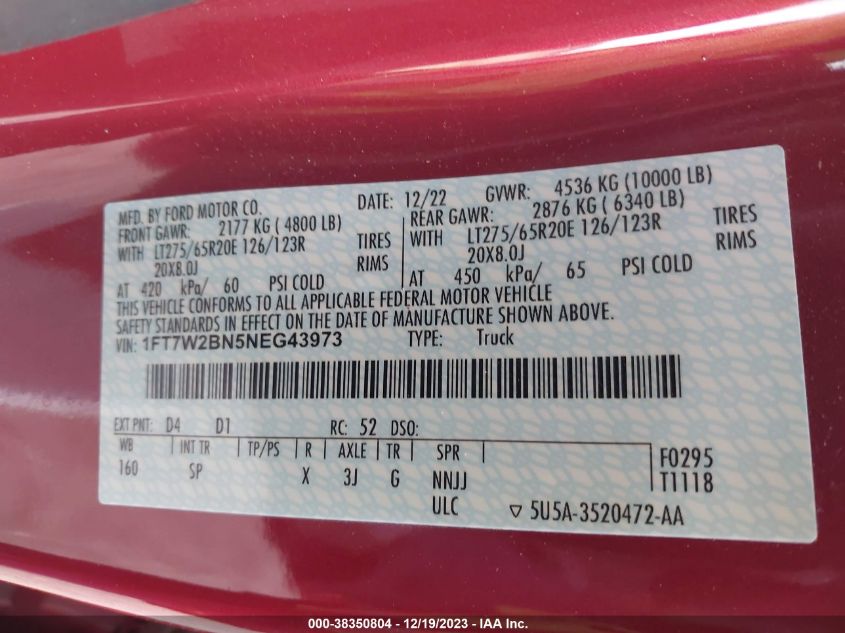 MFD. BY FORD MOTOR CO.
DATE: 12/22 GVWR: 4536 KG (10000 LB)
FRONT GAWR: 2177 KG ( 4800 LB) REAR GAWR: 2876 KG ( 6340 LB)
WITH LT275/65R20E 126/123R TIRES WITH LT275/65R20E 126/123R TIRES
20X8.0J RIMS 20X8.0J RIMS
AT 420 kPa/ 60 PSI COLD AT 450 kPa/ 65 PSI COLD
THIS VEHICLE CONFORMS TO ALL APPLICABLE FEDERAL MOTOR VEHICLE
SAFETY STANDARDS IN EFFECT ON THE DATE OF MANUFACTURE SHOWN ABOVE.
VIN: 1FT7W2BN5NEG43973 TYPE: Truck
EXT PNT: D4 D1 RC: 52 DSO:
WB INT TR TP/PS R AXLE TR SPR F0295
160 SP X 3J G NNJJ T1118
ULC ▽ 5U5A-3520472-AA
000-38350804 - 12/19/2023 - IAA Inc.